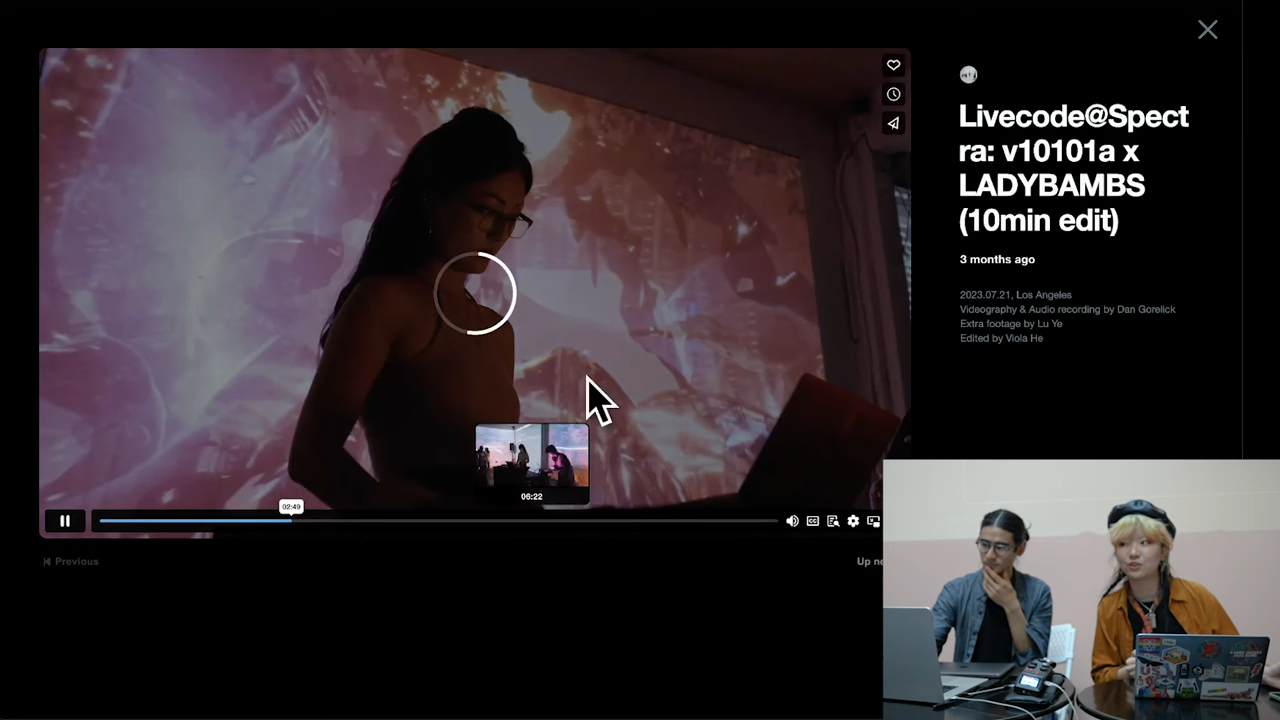 Livecode@Spect
ra: v10101a x
LADYBAMBS
(10min edit)
3 months ago
2023.07.21, Los Angeles
Videography & Audio recording by Dan Gorelick
Extra footage by Lu Ye
Edited by Viola He
06:22
02:49
CC
Previous
Up ne